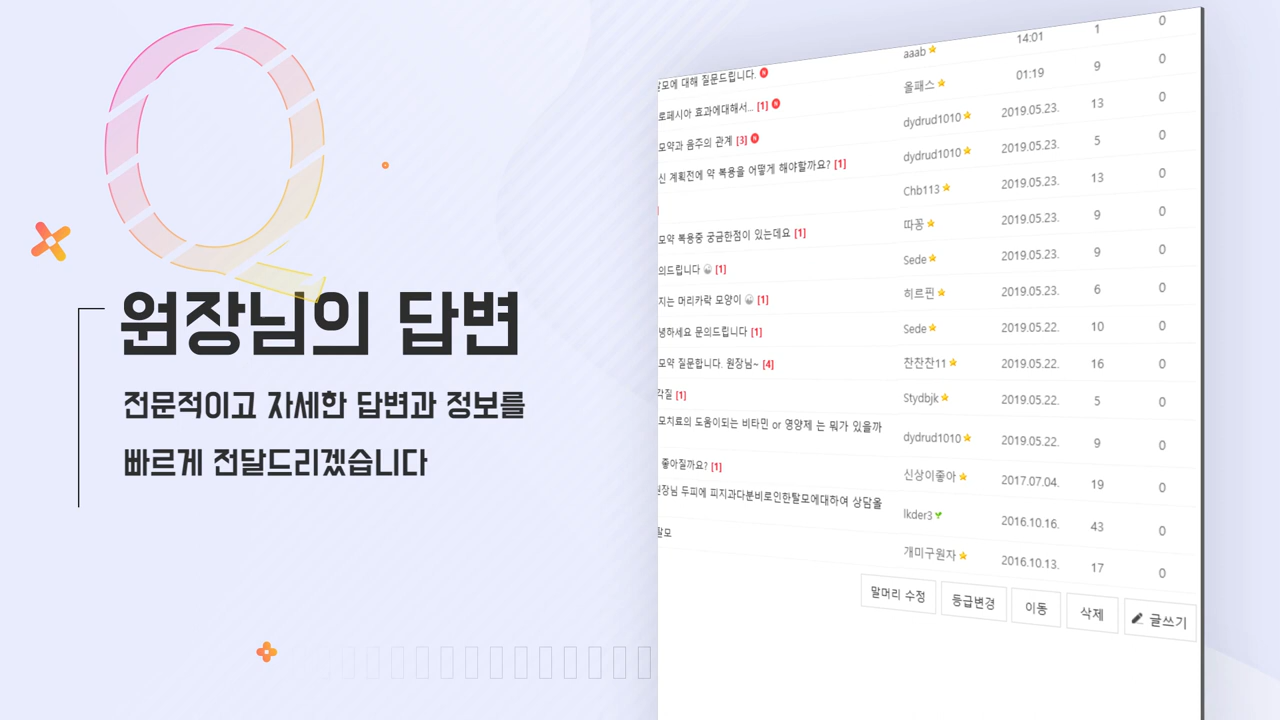 Q
원장님의 답변
전문적이고 자세한 답변과 정보를
빠르게 전달드리겠습니다
aaab 14:01 1 0
에 대해 질문드립니다. 올패스 01:19 9 0
로페시아 효과에대해서... [1] dydrud1010 2019.05.23. 13 0
모약과 음주의 관계 [3] dydrud1010 2019.05.23. 5 0
신 계획전에 약 복용을 어떻게 해야할까요? [1] Chb113 2019.05.23. 13 0
] 따꽁 2019.05.23. 9 0
모약 복용중 궁금한점이 있는데요 [1] Sede 2019.05.23. 9 0
의드립니다 [1] 히르핀 2019.05.23. 6 0
지는 머리카락 모양이 [1] Sede 2019.05.22. 10 0
녕하세요 문의드립니다 [1] 찬찬찬11 2019.05.22. 16 0
모약 질문합니다. 원장님~ [4] Stydbjk 2019.05.22. 5 0
각질 [1]
모치료의 도움이되는 비타민 or 영양제 는 뭐가 있을까 dydrud1010 2019.05.22. 9 0
좋아질까요? [1] 신상이좋아 2017.07.04. 19 0
원장님 두피에 피지과다분비로인한탈모에대하여 상담올 lkder3 2016.10.16. 43 0
탈모 개미구원자 2016.10.13. 17 0
말머리 수정 등급변경 이동 삭제 글쓰기